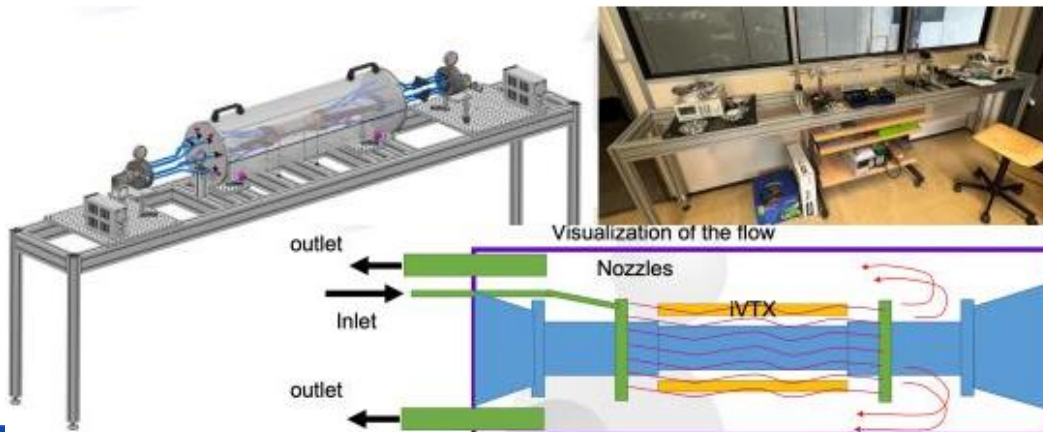 Visualization of the flow
outlet
Nozzles
iVTX
Inlet
outlet